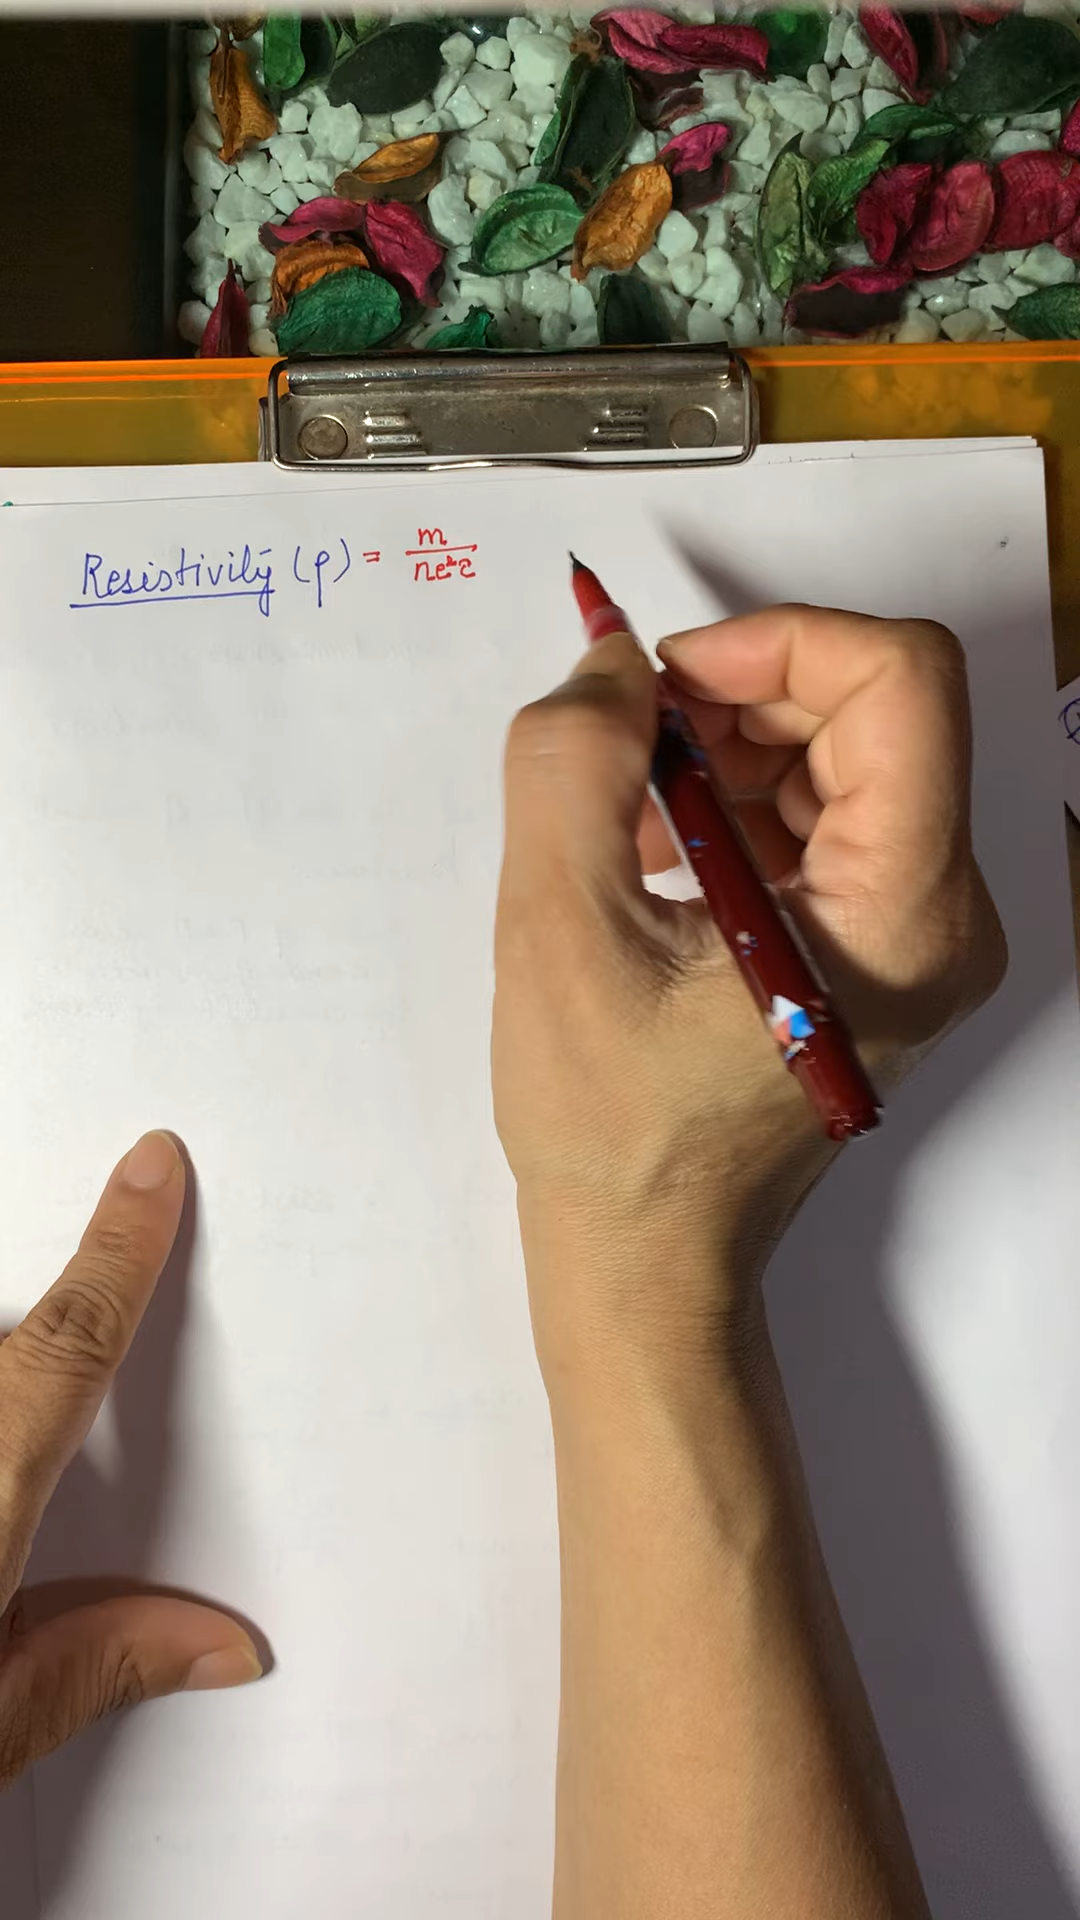 Resistivity (ρ) = m/ne²τ